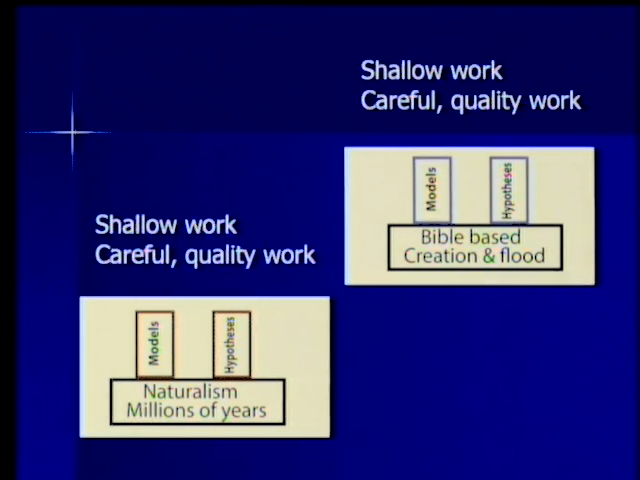 Shallow work
Careful, quality work
Models
Hypotheses
Bible based
Creation & flood
Shallow work
Careful, quality work
Models
Hypotheses
Naturalism
Millions of years